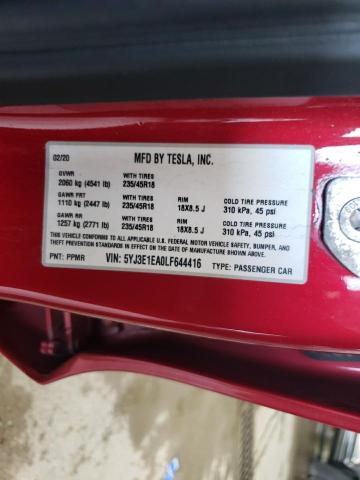 02/20 MFD BY TESLA, INC.
GVWR WITH TIRES
2060 kg (4541 lb) 235/45R18
GAWR FRT WITH TIRES RIM COLD TIRE PRESSURE
1110 kg (2447 lb) 235/45R18 18X8.5 J 310 kPa, 45 psi
GAWR RR WITH TIRES RIM COLD TIRE PRESSURE
1257 kg (2771 lb) 235/45R18 18X8.5 J 310 kPa, 45 psi
THIS VEHICLE CONFORMS TO ALL APPLICABLE U.S. FEDERAL MOTOR VEHICLE SAFETY, BUMPER, AND
THEFT PREVENTION STANDARDS IN EFFECT ON THE DATE OF MANUFACTURE SHOWN ABOVE.
PNT: PPMR VIN: 5YJ3E1EA0LF644416 TYPE: PASSENGER CAR